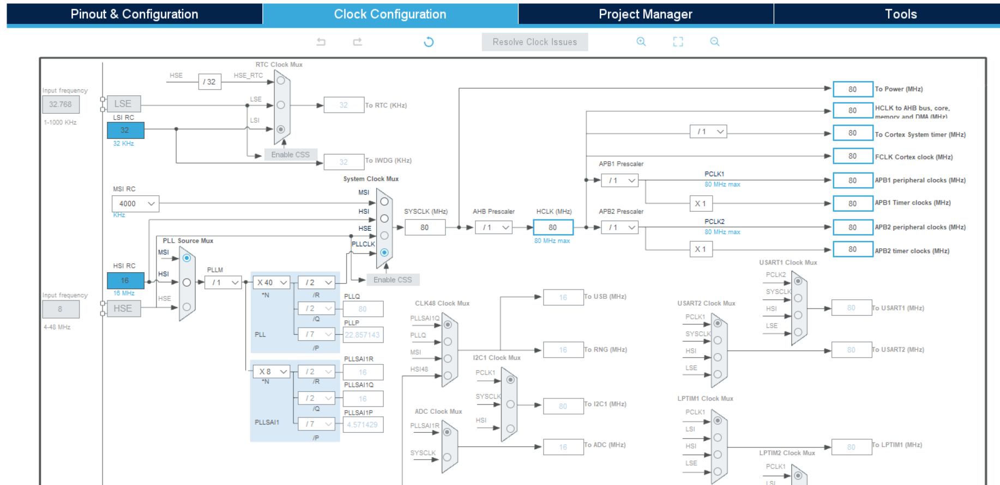 Pinout & Configuration
Clock Configuration
Project Manager
Tools
Resolve Clock Issues
RTC Clock Mux
HSE
/ 32
HSE_RTC
Input frequency
32.768
1-1000 KHz
LSE
LSE
32
To RTC (KHz)
LSI RC
32
32 KHz
LSI
Enable CSS
32
To IWDG (KHz)
80
To Power (MHz)
80
HCLK to AHB bus, core,
memory and DMA (MHz)
/ 1
80
To Cortex System timer (MHz)
80
FCLK Cortex clock (MHz)
APB1 Prescaler
/ 1
PCLK1
80 MHz max
80
APB1 peripheral clocks (MHz)
X 1
80
APB1 Timer clocks (MHz)
System Clock Mux
MSI RC
4000
KHz
MSI
HSI
HSE
PLLCLK
SYSCLK (MHz)
80
AHB Prescaler
/ 1
HCLK (MHz)
80
80 MHz max
APB2 Prescaler
/ 1
PCLK2
80 MHz max
80
APB2 peripheral clocks (MHz)
X 1
80
APB2 timer clocks (MHz)
Enable CSS
PLL Source Mux
MSI
HSI
HSE
HSI RC
16
16 MHz
Input frequency
8
4-48 MHz
HSE
PLLM
/ 1
X 40
*N
/ 2
/R
/ 2
/Q
/ 7
/P
PLL
PLLQ
80
PLLP
22.857143
X 8
*N
/ 2
/R
/ 2
/Q
/ 7
/P
PLLSAI1
PLLSAI1R
16
PLLSAI1Q
16
PLLSAI1P
4.571429
CLK48 Clock Mux
PLLSAI1Q
PLLQ
MSI
HSI48
16
To USB (MHz)
16
To RNG (MHz)
I2C1 Clock Mux
PCLK1
SYSCLK
HSI
80
To I2C1 (MHz)
ADC Clock Mux
PLLSAI1R
SYSCLK
16
To ADC (MHz)
USART1 Clock Mux
PCLK2
SYSCLK
HSI
LSE
80
To USART1 (MHz)
USART2 Clock Mux
PCLK1
SYSCLK
HSI
LSE
80
To USART2 (MHz)
LPTIM1 Clock Mux
PCLK1
LSI
HSI
LSE
80
To LPTIM1 (MHz)
LPTIM2 Clock Mux
PCLK1
LSI